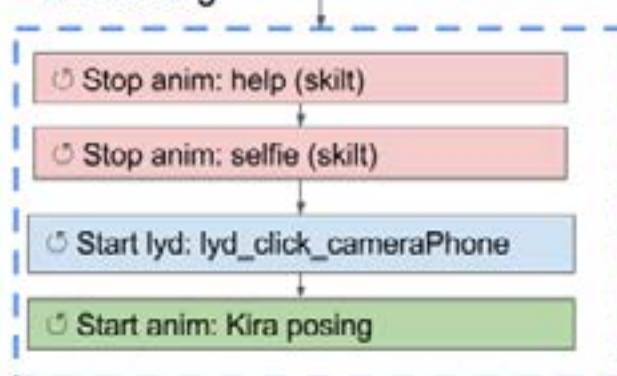 ↺ Stop anim: help (skilt)
↺ Stop anim: selfie (skilt)
↺ Start lyd: lyd_click_cameraPhone
↺ Start anim: Kira posing